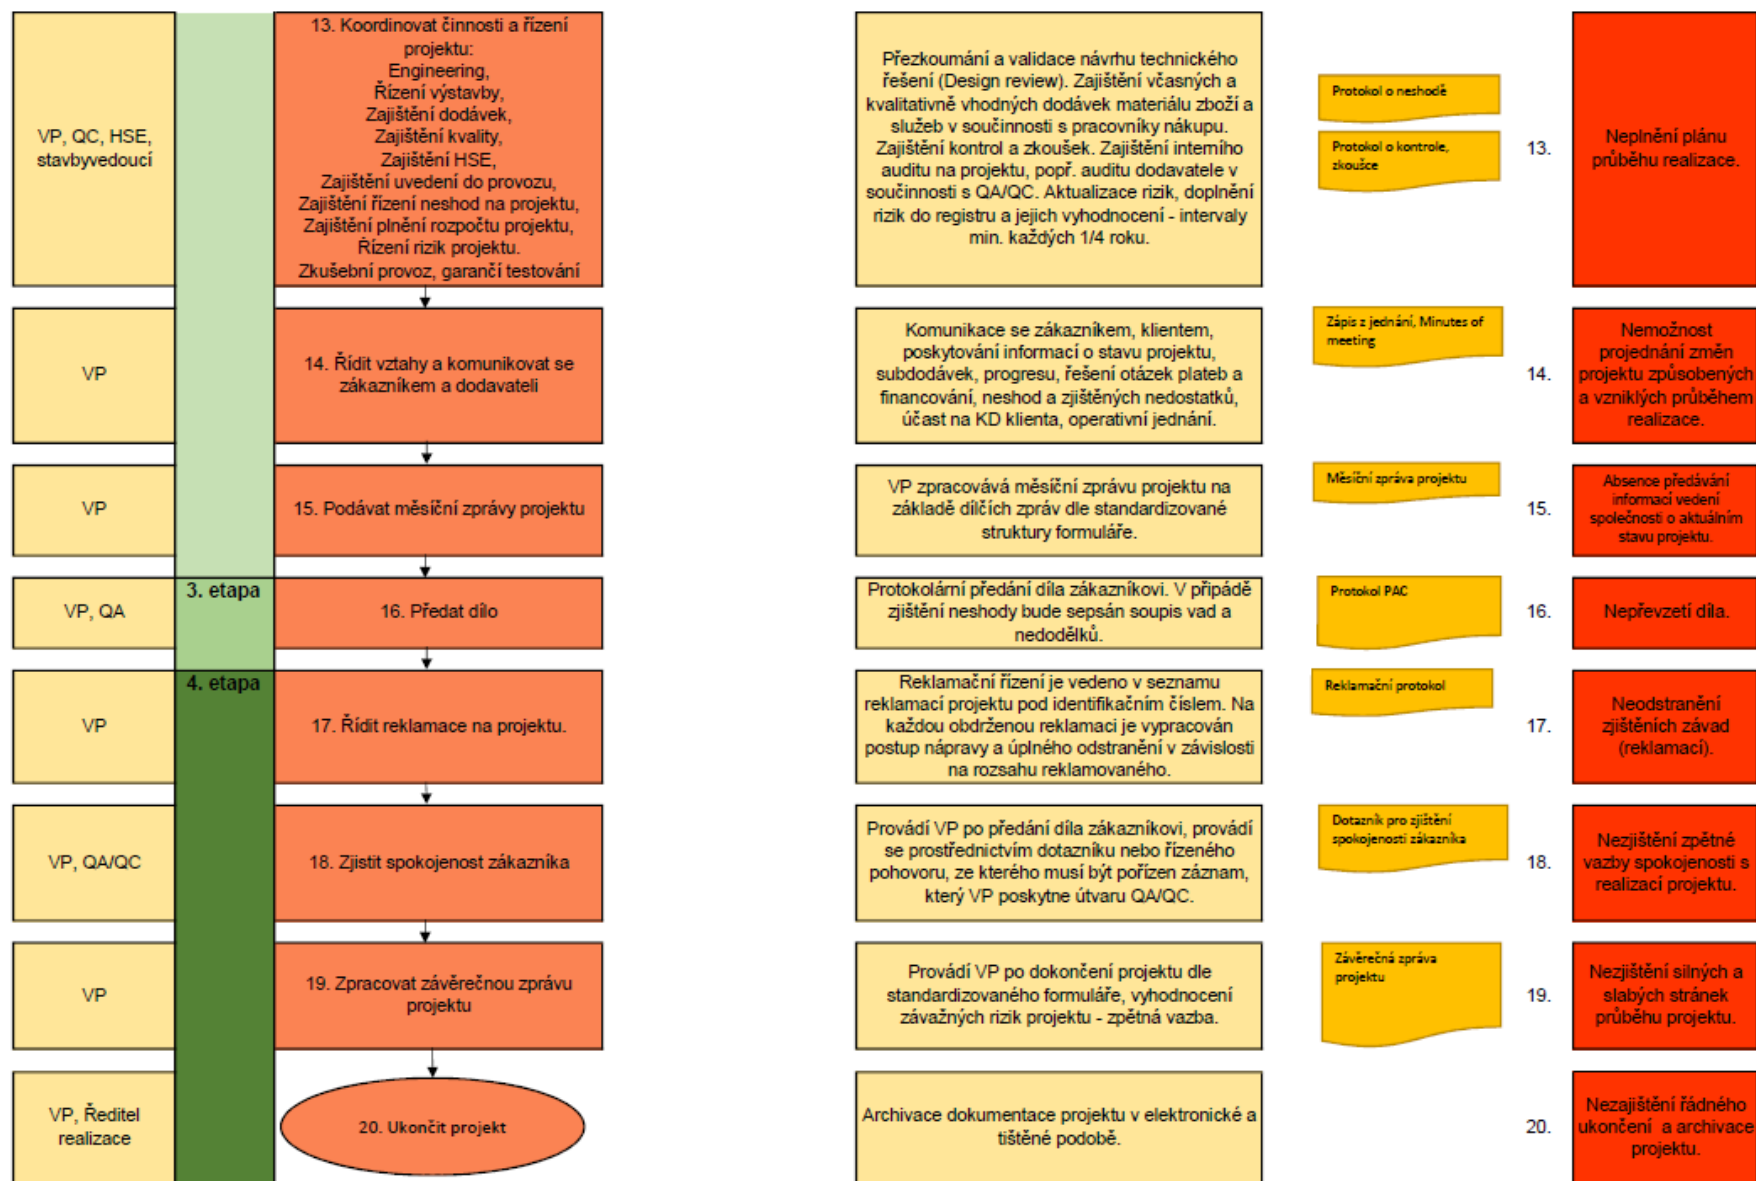 VP, QC, HSE,
stavbyvedoucí
13. Koordinovat činnosti a řízení
projektu:
Engineering,
Řízení výstavby,
Zajištění dodávek,
Zajištění kvality,
Zajištění HSE,
Zajištění uvedení do provozu,
Zajištění řízení neshod na projektu,
Zajištění plnění rozpočtu projektu,
Řízení rizik projektu.
Zkušební provoz, garančí testování
Přezkoumání a validace návrhu technického
řešení (Design review). Zajištění včasných a
kvalitativně vhodných dodávek materiálu zboží a
služeb v součinnosti s pracovníky nákupu.
Zajištění kontrol a zkoušek. Zajištění interního
auditu na projektu, popř. auditu dodavatele v
součinnosti s QA/QC. Aktualizace rizik, doplnění
rizik do registru a jejich vyhodnocení - intervaly
min. každých 1/4 roku.
Protokol o neshodě
Protokol o kontrole,
zkoušce
13.
Neplnění plánu
průběhu realizace.
VP
14. Řídit vztahy a komunikovat se
zákazníkem a dodavateli
Komunikace se zákazníkem, klientem,
poskytování informací o stavu projektu,
subdodávek, progresu, řešení otázek plateb a
financování, neshod a zjištěných nedostatků,
účast na KD klienta, operativní jednání.
Zápis z jednání, Minutes of
meeting
14.
Nemožnost
projednání změn
projektu způsobených
a vzniklých průběhem
realizace.
VP
15. Podávat měsíční zprávy projektu
VP zpracovává měsíční zprávu projektu na
základě dílčích zpráv dle standardizované
struktury formuláře.
Měsíční zpráva projektu
15.
Absence předávání
informací vedení
společnosti o aktuálním
stavu projektu.
VP, QA
3. etapa
16. Předat dílo
Protokolární předání díla zákazníkovi. V připádě
zjištění neshody bude sepsán soupis vad a
nedodělků.
Protokol PAC
16.
Nepřevzetí díla.
VP
4. etapa
17. Řídit reklamace na projektu.
Reklamační řízení je vedeno v seznamu
reklamací projektu pod identifikačním číslem. Na
každou obdrženou reklamaci je vypracován
postup nápravy a úplného odstranění v závislosti
na rozsahu reklamovaného.
Reklamační protokol
17.
Neodstranění
zjištěních závad
(reklamací).
VP, QA/QC
18. Zjistit spokojenost zákazníka
Provádí VP po předání díla zákazníkovi, provádí
se prostřednictvím dotazníku nebo řízeného
pohovoru, ze kterého musí být pořízen záznam,
který VP poskytne útvaru QA/QC.
Dotazník pro zjištění
spokojenosti zákazníka
18.
Nezjištění zpětné
vazby spokojenosti s
realizací projektu.
VP
19. Zpracovat závěrečnou zprávu
projektu
Provádí VP po dokončení projektu dle
standardizovaného formuláře, vyhodnocení
závažných rizik projektu - zpětná vazba.
Závěrečná zpráva
projektu
19.
Nezjištění silných a
slabých stránek
průběhu projektu.
VP, Ředitel
realizace
20. Ukončit projekt
Archivace dokumentace projektu v elektronické a
tištěné podobě.
20.
Nezajištění řádného
ukončení a archivace
projektu.